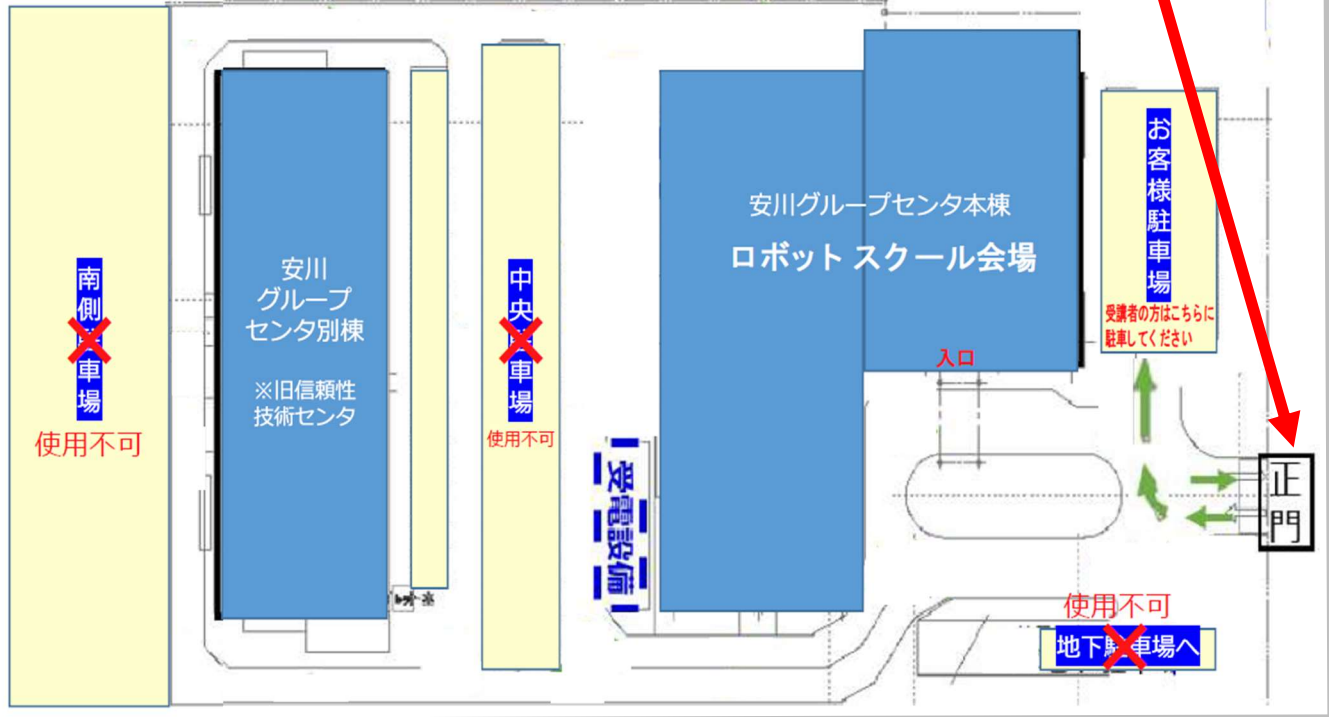 南側駐車場
使用不可
安川
グループ
センタ別棟
※旧信頼性
技術センタ
中央駐車場
使用不可
受電設備
安川グループセンタ本棟
ロボット スクール会場
入口
お客様駐車場
受講者の方はこちらに
駐車してください
正門
使用不可
地下駐車場へ